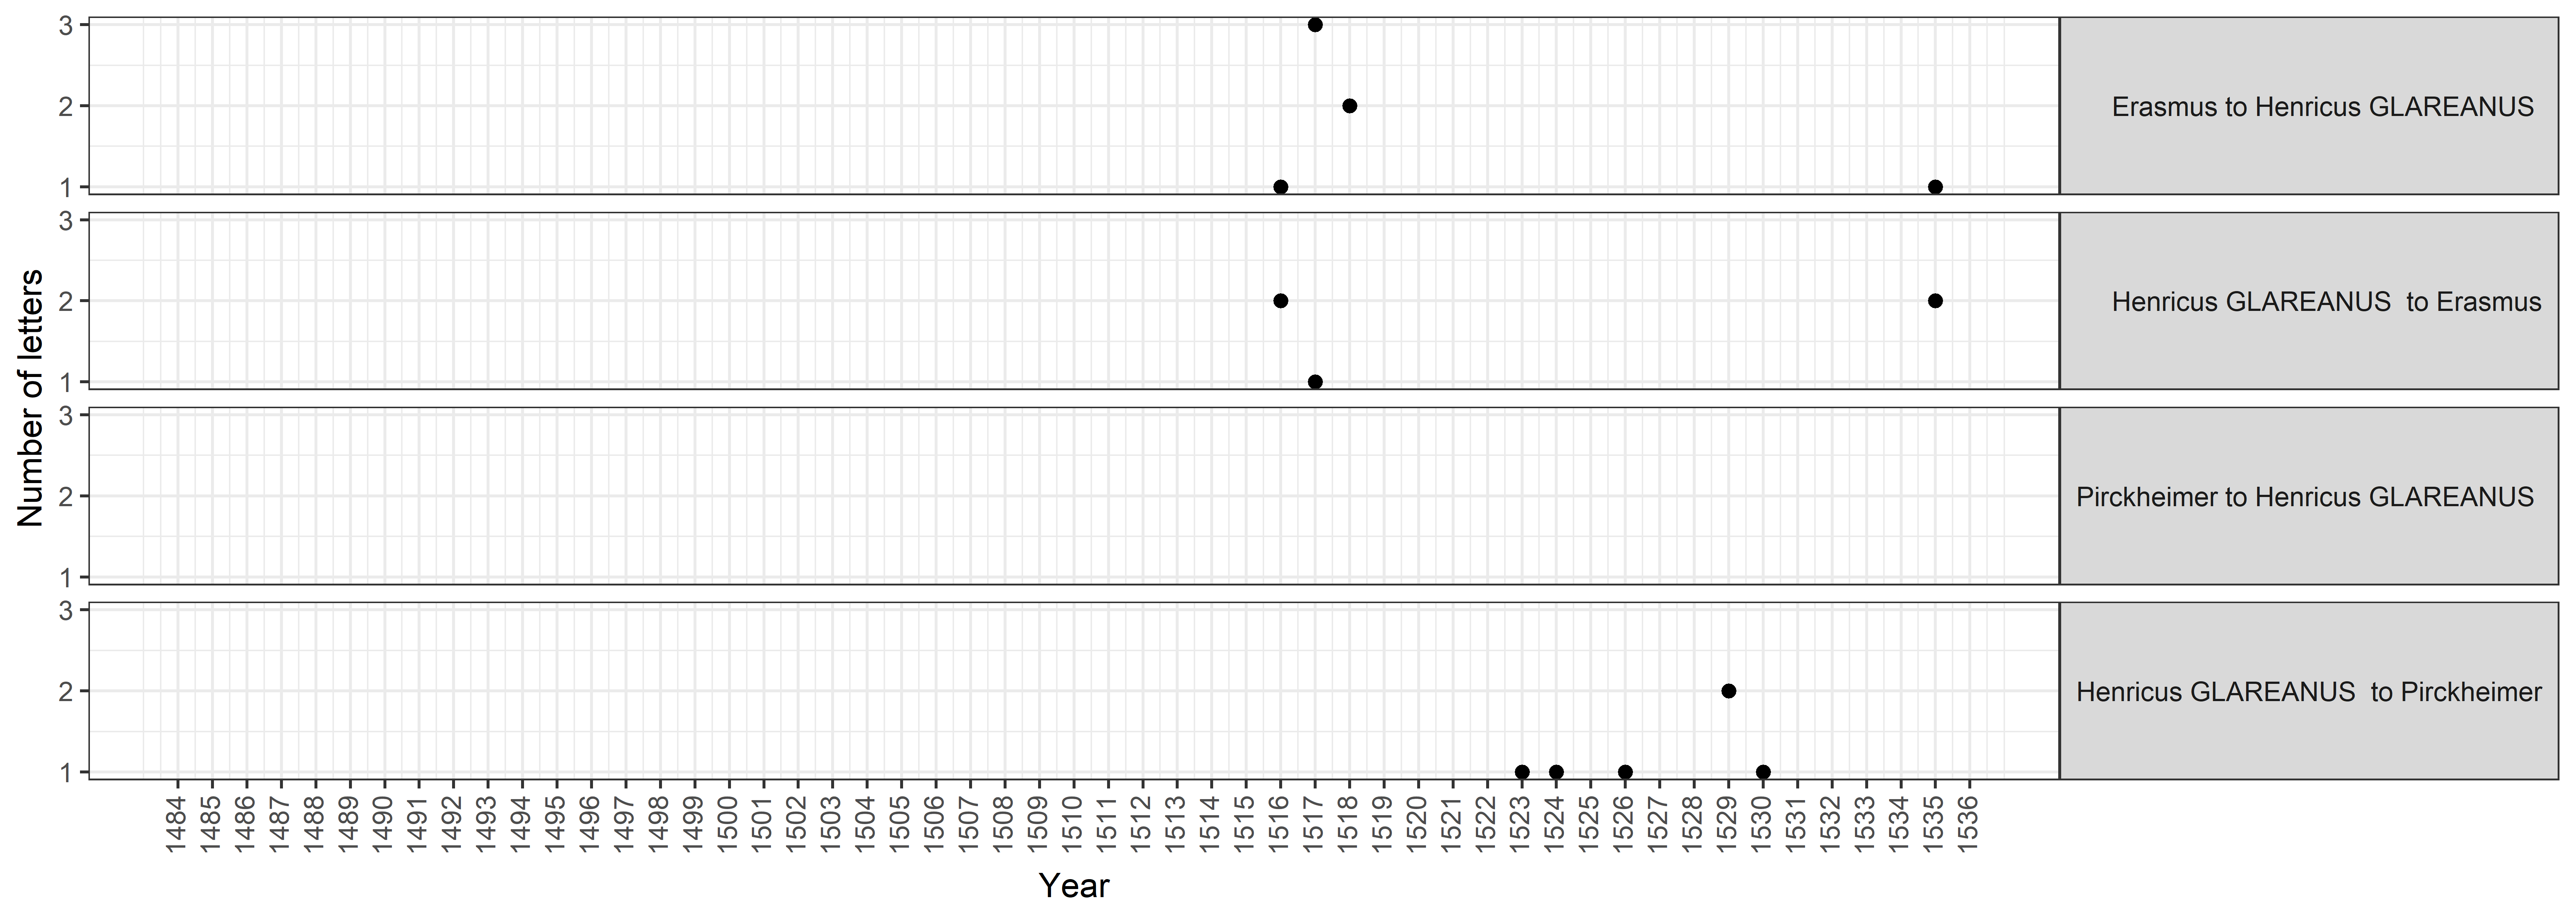 Number of letters
3
2
1
Erasmus to Henricus GLAREANUS
3
2
1
Henricus GLAREANUS  to Erasmus
3
2
1
Pirckheimer to Henricus GLAREANUS
3
2
1
Henricus GLAREANUS  to Pirckheimer
1484 1485 1486 1487 1488 1489 1490 1491 1492 1493 1494 1495 1496 1497 1498 1499 1500 1501 1502 1503 1504 1505 1506 1507 1508 1509 1510 1511 1512 1513 1514 1515 1516 1517 1518 1519 1520 1521 1522 1523 1524 1525 1526 1527 1528 1529 1530 1531 1532 1533 1534 1535 1536
Year